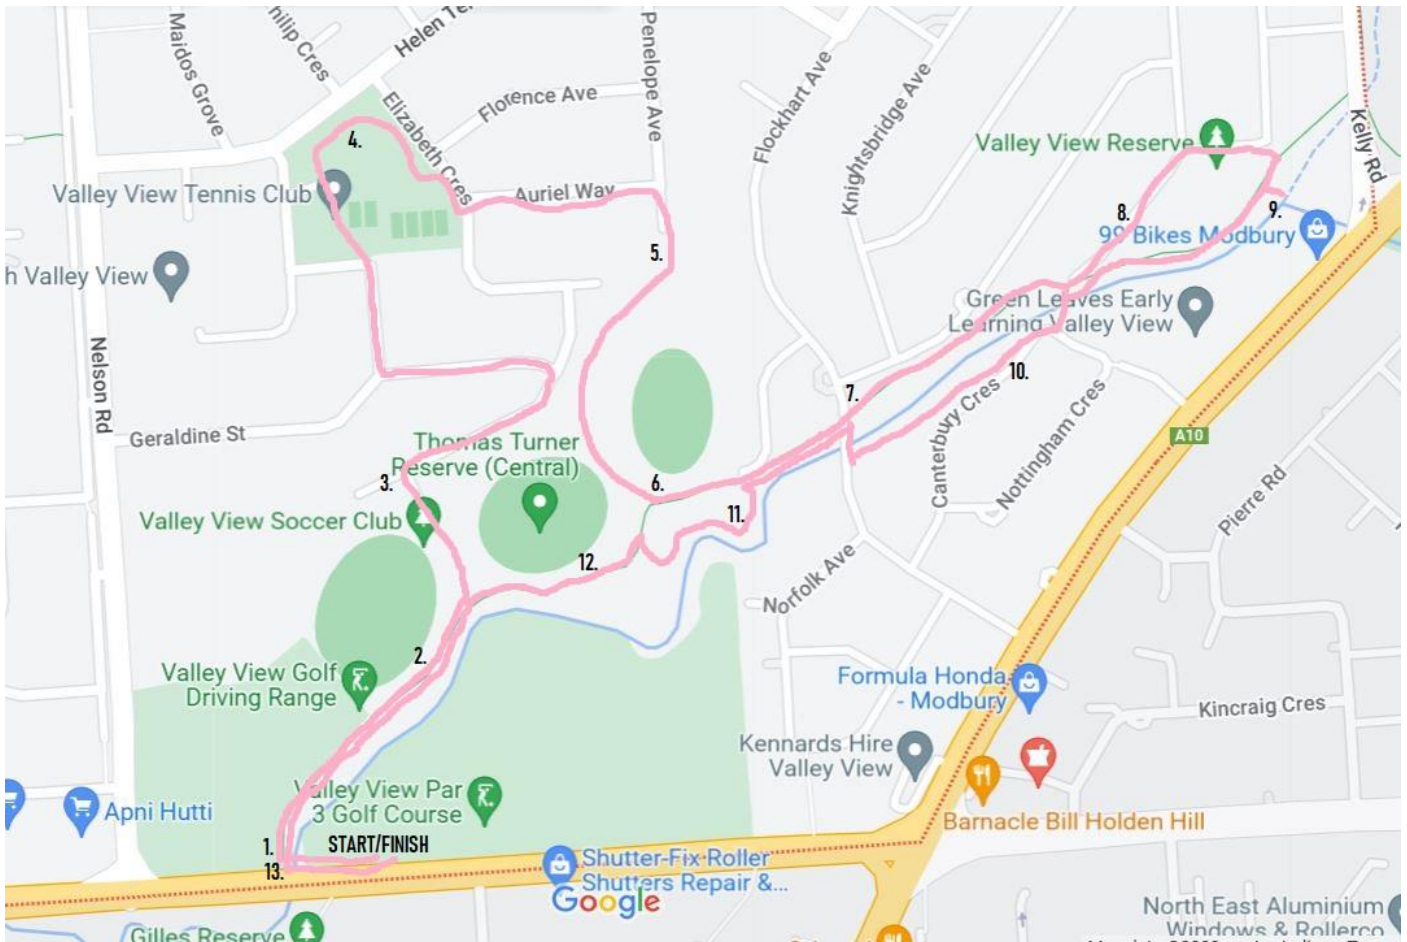 Maidos Grove
hilip Cres
Helen Te
Penelope Ave
Elizabeth Cres
Florence Ave
Flockhart Ave
Knightsbridge Ave
Kelly Rd
Valley View Reserve
4.
Valley View Tennis Club
Auriel Way
8.
9.
99 Bikes Modbury
5.
h Valley View
Green Leaves Early
Learning Valley View
Nelson Rd
10.
7.
Geraldine St
Thomas Turner
Reserve (Central)
Canterbury Cres
Nottingham Cres
A10
3.
6.
Pierre Rd
Valley View Soccer Club
11.
12.
Norfolk Ave
2.
Valley View Golf
Driving Range
Formula Honda
- Modbury
Kincraig Cres
Kennards Hire
Valley View
Valley View Par
3 Golf Course
Apni Hutti
Barnacle Bill Holden Hill
1.
START/FINISH
13.
Shutter-Fix Roller
Shutters Repair &...
Google
North East Aluminium
Windows & Rollerco
Gilles Reserve